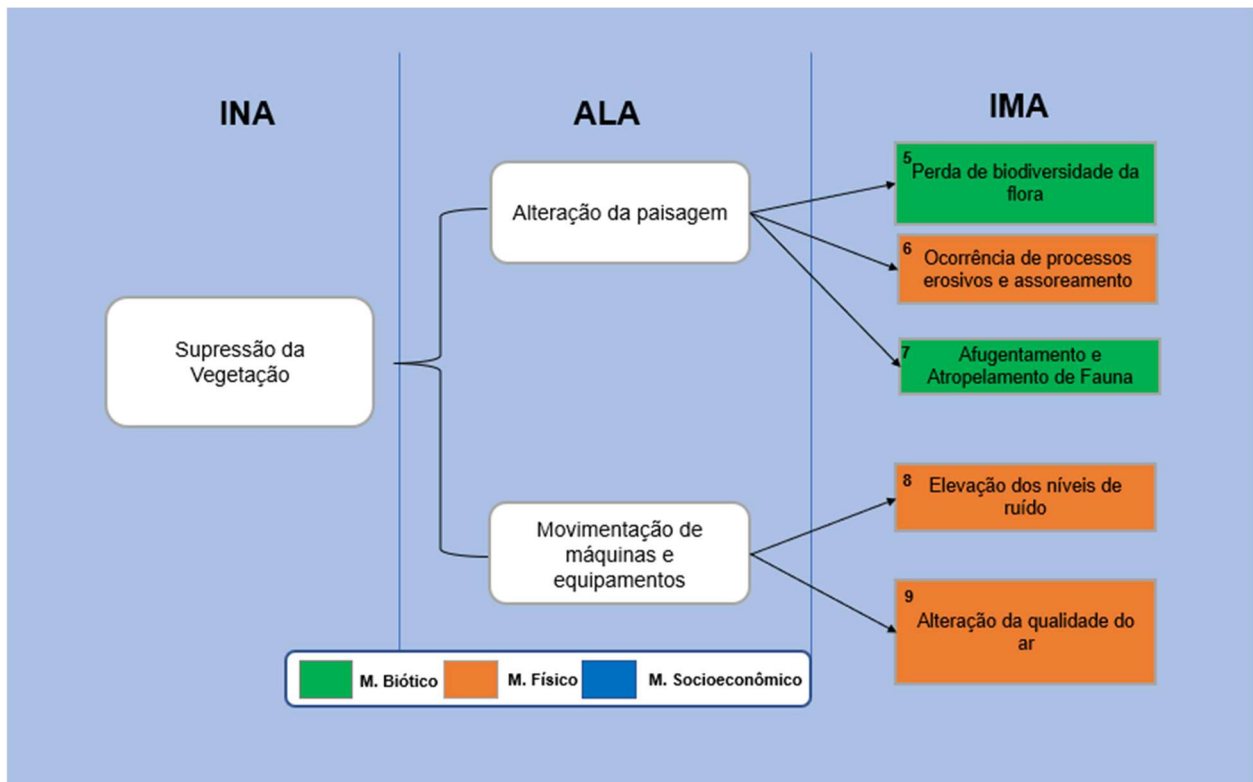 INA
ALA
IMA
Supressão da
Vegetação
Alteração da paisagem
Movimentação de
máquinas e
equipamentos
5
Perda de biodiversidade da
flora
6
Ocorrência de processos
erosivos e assoreamento
7
Afugentamento e
Atropelamento de Fauna
8
Elevação dos níveis de
ruído
9
Alteração da qualidade do
ar
M. Biótico
M. Físico
M. Socioeconômico